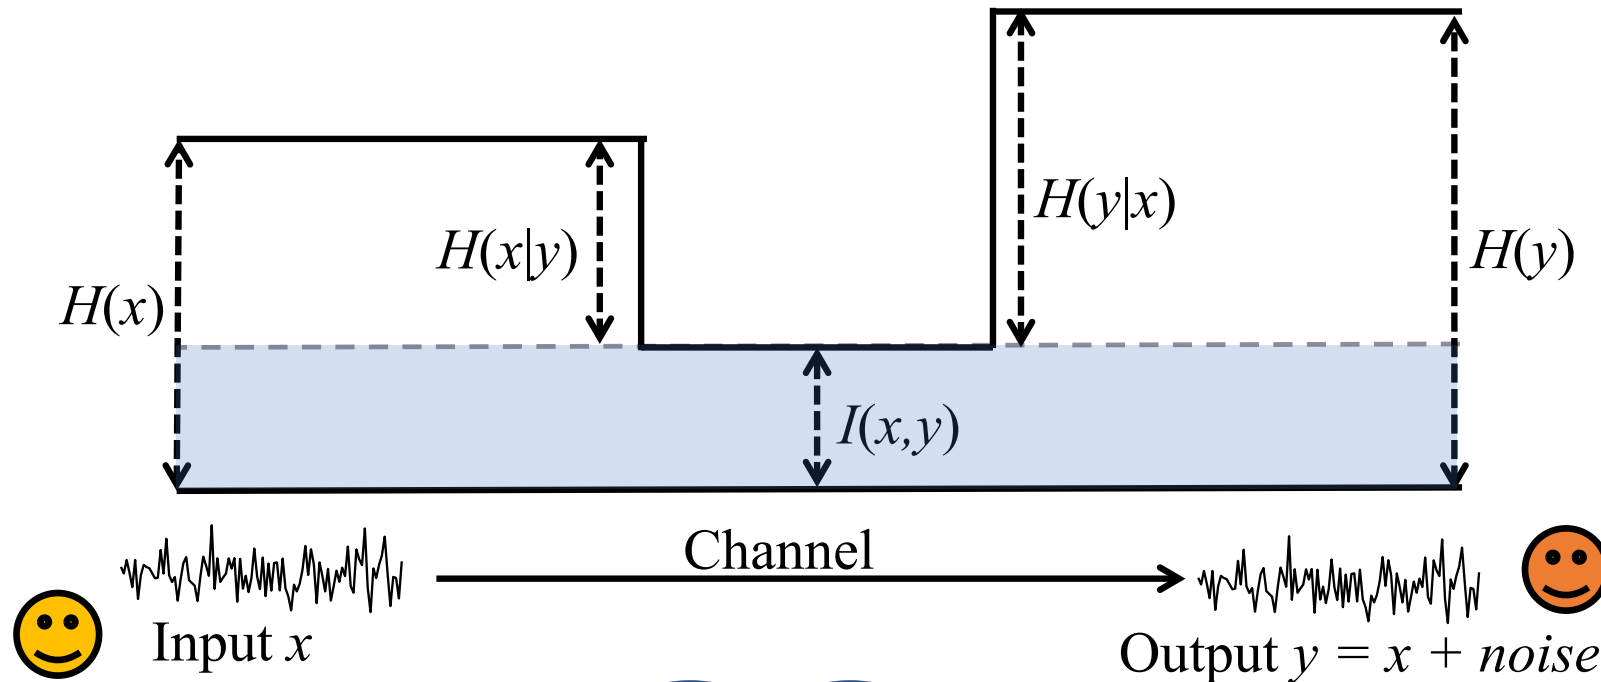 H(y|x)
H(x|y)
H(y)
H(x)
I(x,y)
Channel
Input x
Output y = x + noise